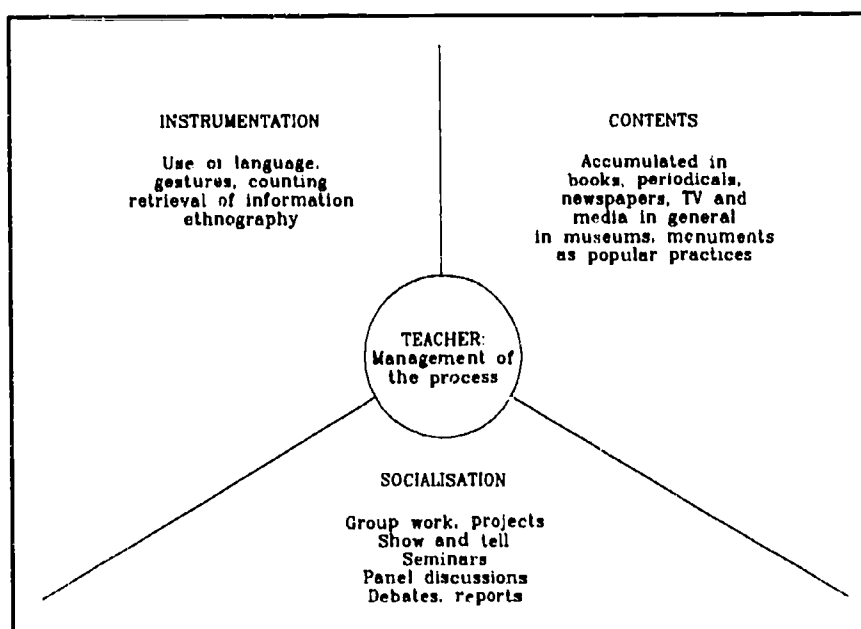 INSTRUMENTATION
Use of language,
gestures, counting
retrieval of information
ethnography
CONTENTS
Accumulated in
books, periodicals,
newspapers, TV and
media in general
in museums, monuments
as popular practices
TEACHER:
Management of
the process
SOCIALISATION
Group work, projects
Show and tell
Seminars
Panel discussions
Debates, reports